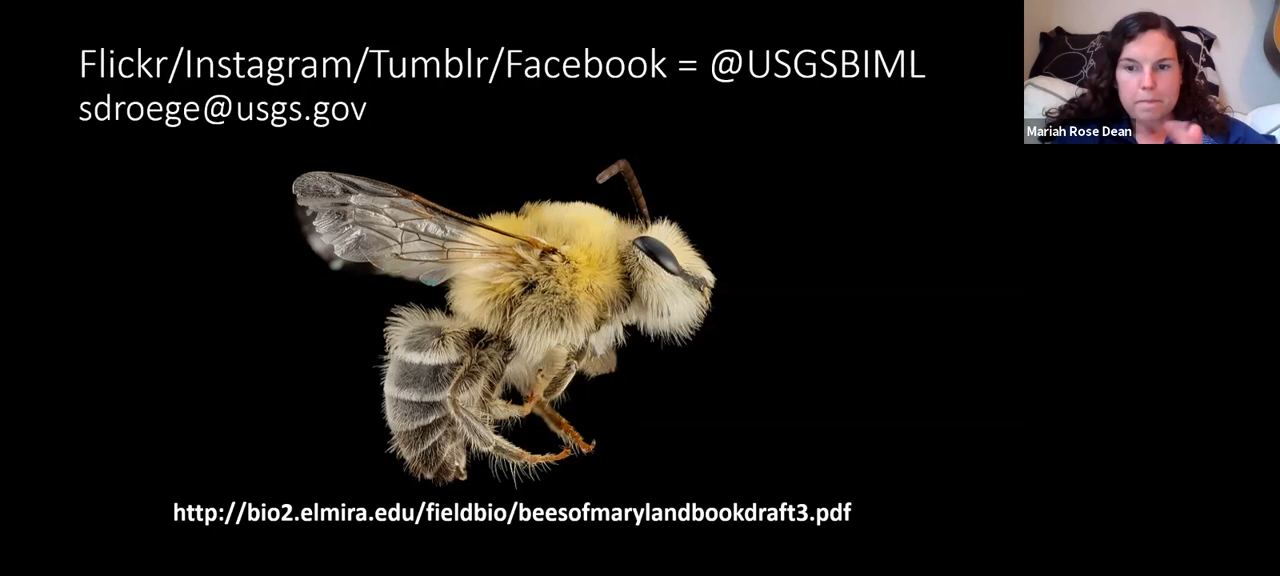 Flickr/Instagram/Tumblr/Facebook = @USGSBIML
sdroege@usgs.gov
Mariah Rose Dean
http://bio2.elmira.edu/fieldbio/beesofmarylandbookdraft3.pdf